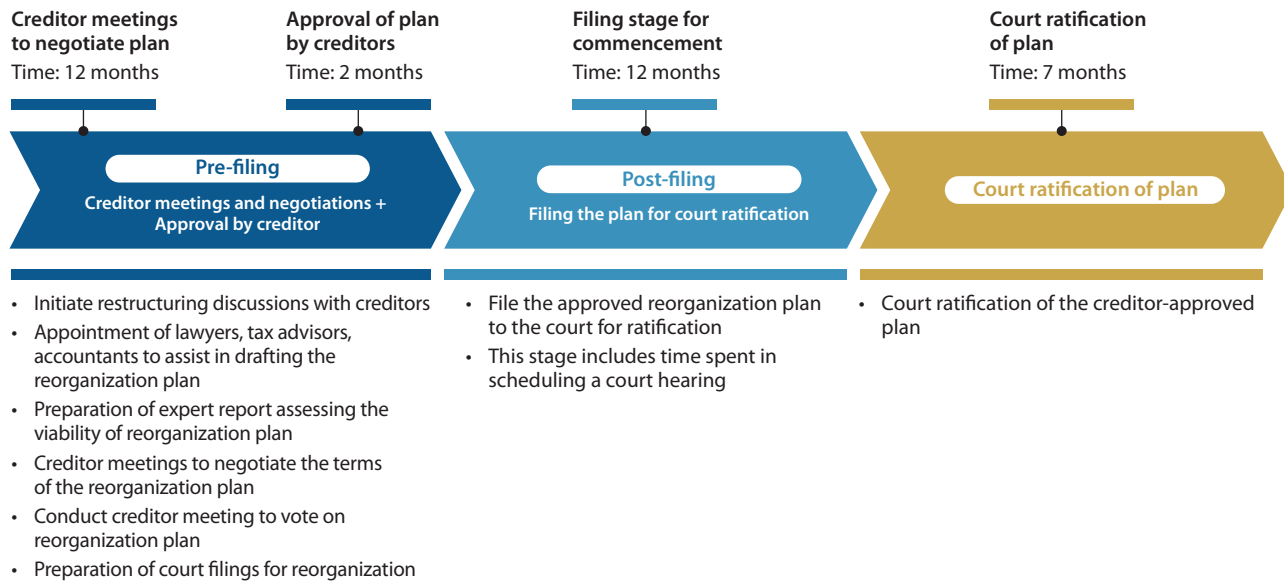 Creditor meetings
to negotiate plan
Time: 12 months
Approval of plan
by creditors
Time: 2 months
Filing stage for
commencement
Time: 12 months
Court ratification
of plan
Time: 7 months
Pre-filing
Creditor meetings and negotiations +
Approval by creditor
Post-filing
Filing the plan for court ratification
Court ratification of plan
• Initiate restructuring discussions with creditors
• Appointment of lawyers, tax advisors,
accountants to assist in drafting the
reorganization plan
• Preparation of expert report assessing the
viability of reorganization plan
• Creditor meetings to negotiate the terms
of the reorganization plan
• Conduct creditor meeting to vote on
reorganization plan
• Preparation of court filings for reorganization
• File the approved reorganization plan
to the court for ratification
• This stage includes time spent in
scheduling a court hearing
• Court ratification of the creditor-approved
plan